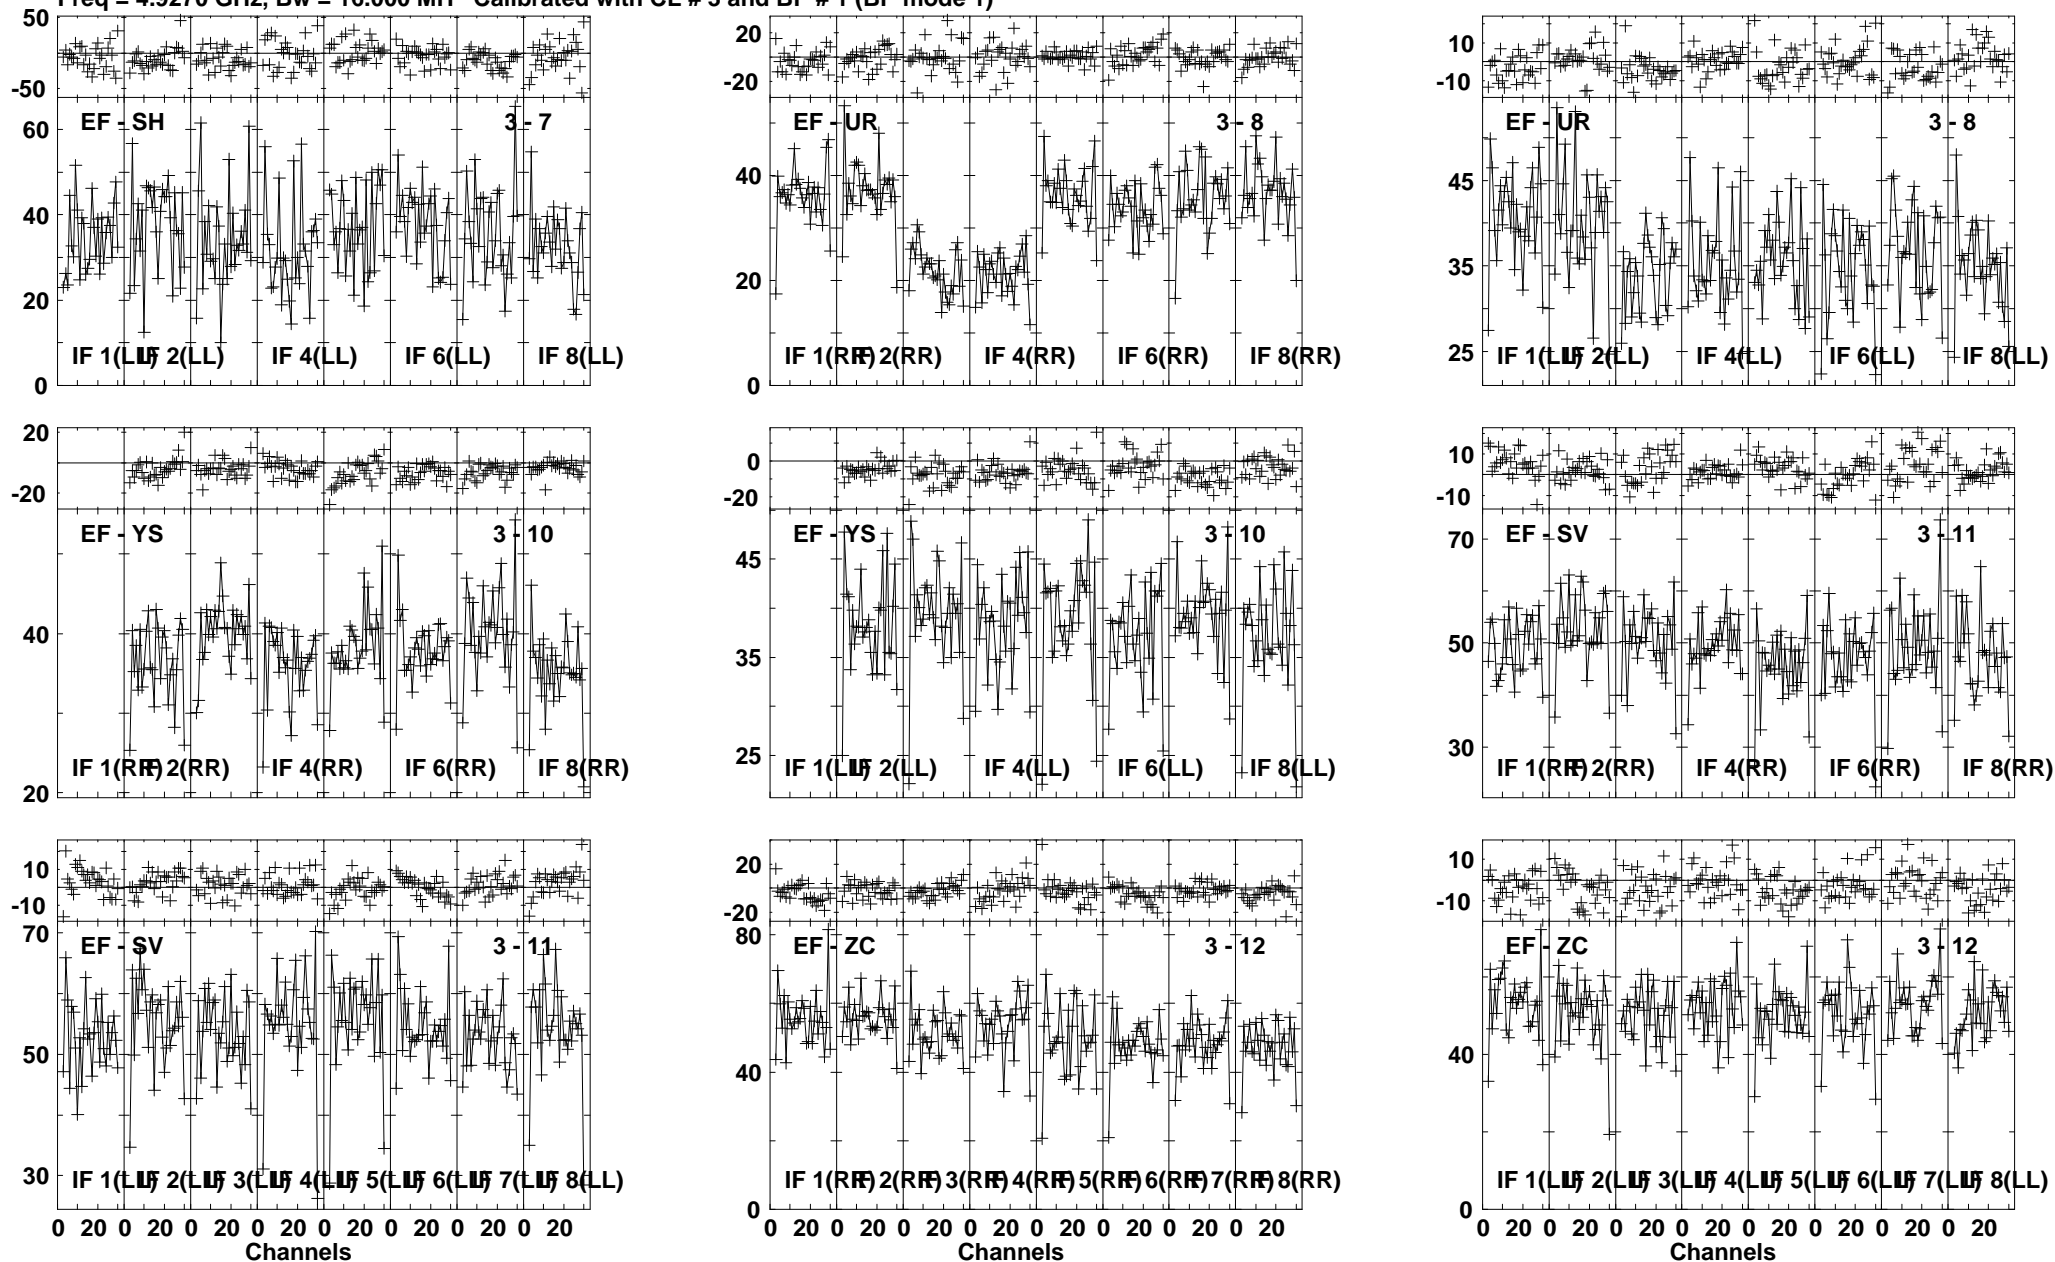 Freq = 4.9270 GHz, Bw = 16.000 MH Calibrated with CL # 3 and BP # 1 (BP mode 1)
50
-50
20
-20
10
-10
EF - SH 3 - 7
EF - UR 3 - 8
EF - UR 3 - 8
60
40
20
0
40
20
0
45
35
25
IF 1(LL) IF 2(LL) IF 4(LL) IF 6(LL) IF 8(LL)
IF 1(RR) IF 2(RR) IF 4(RR) IF 6(RR) IF 8(RR)
IF 1(LL) IF 2(LL) IF 4(LL) IF 6(LL) IF 8(LL)
20
-20
0
-20
10
-10
EF - YS 3 - 10
EF - YS 3 - 10
EF - SV 3 - 11
40
20
45
35
25
70
50
30
IF 1(RR) IF 2(RR) IF 4(RR) IF 6(RR) IF 8(RR)
IF 1(LL) IF 2(LL) IF 4(LL) IF 6(LL) IF 8(LL)
IF 1(RR) IF 2(RR) IF 4(RR) IF 6(RR) IF 8(RR)
10
-10
20
-20
10
-10
EF - SV 3 - 11
EF - ZC 3 - 12
EF - ZC 3 - 12
70
50
30
80
40
0
40
0
IF 1(LL) IF 2(LL) IF 3(LL) IF 4(LL) IF 5(LL) IF 6(LL) IF 7(LL) IF 8(LL)
IF 1(RR) IF 2(RR) IF 3(RR) IF 4(RR) IF 5(RR) IF 6(RR) IF 7(RR) IF 8(RR)
IF 1(LL) IF 2(LL) IF 3(LL) IF 4(LL) IF 5(LL) IF 6(LL) IF 7(LL) IF 8(LL)
0 20 0 20 0 20 0 20 0 20 0 20 0 20 0 20
0 20 0 20 0 20 0 20 0 20 0 20 0 20 0 20
0 20 0 20 0 20 0 20 0 20 0 20 0 20 0 20
Channels
Channels
Channels